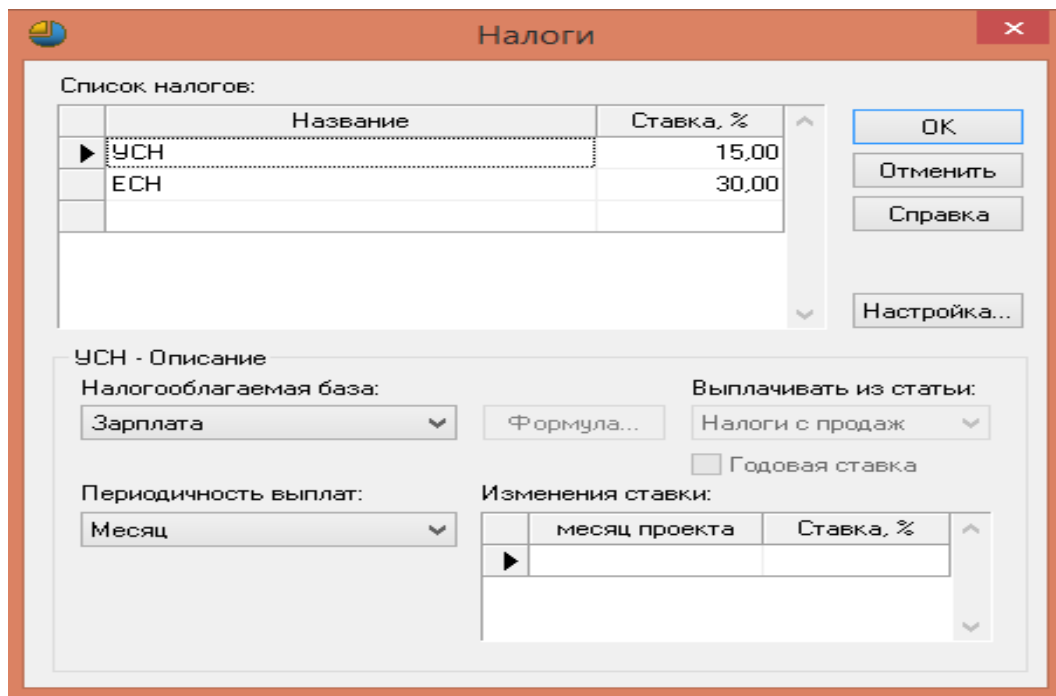 Налоги
Список налогов:
Название Ставка, %
УСН 15,00
ЕСН 30,00
OK
Отменить
Справка
Настройка...
УСН - Описание
Налогооблагаемая база: Выплачивать из статьи:
Зарплата Формула... Налоги с продаж
Годовая ставка
Периодичность выплат: Изменения ставки:
Месяц месяц проекта Ставка, %